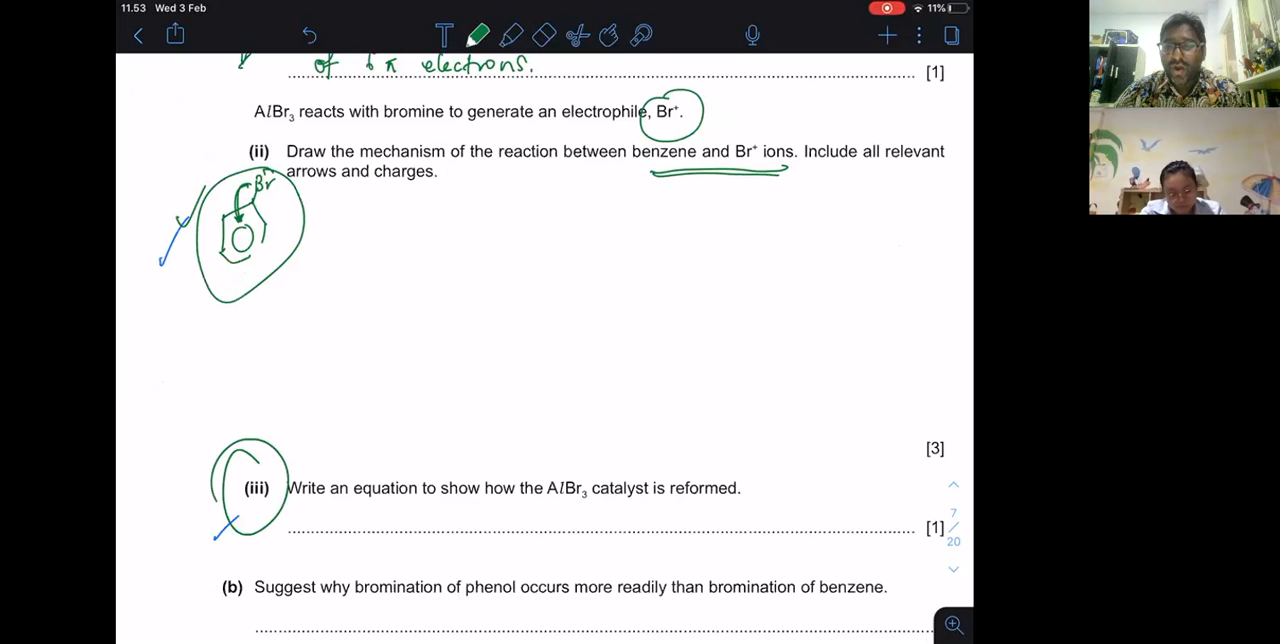 11.53 Wed 3 Feb
11%
of 6 π electrons.
[1]
AlBr₃ reacts with bromine to generate an electrophile, Br⁺.
(ii) Draw the mechanism of the reaction between benzene and Br⁺ ions. Include all relevant
arrows and charges.
Br
[3]
(iii) Write an equation to show how the AlBr₃ catalyst is reformed.
[1]
7
/
20
(b) Suggest why bromination of phenol occurs more readily than bromination of benzene.